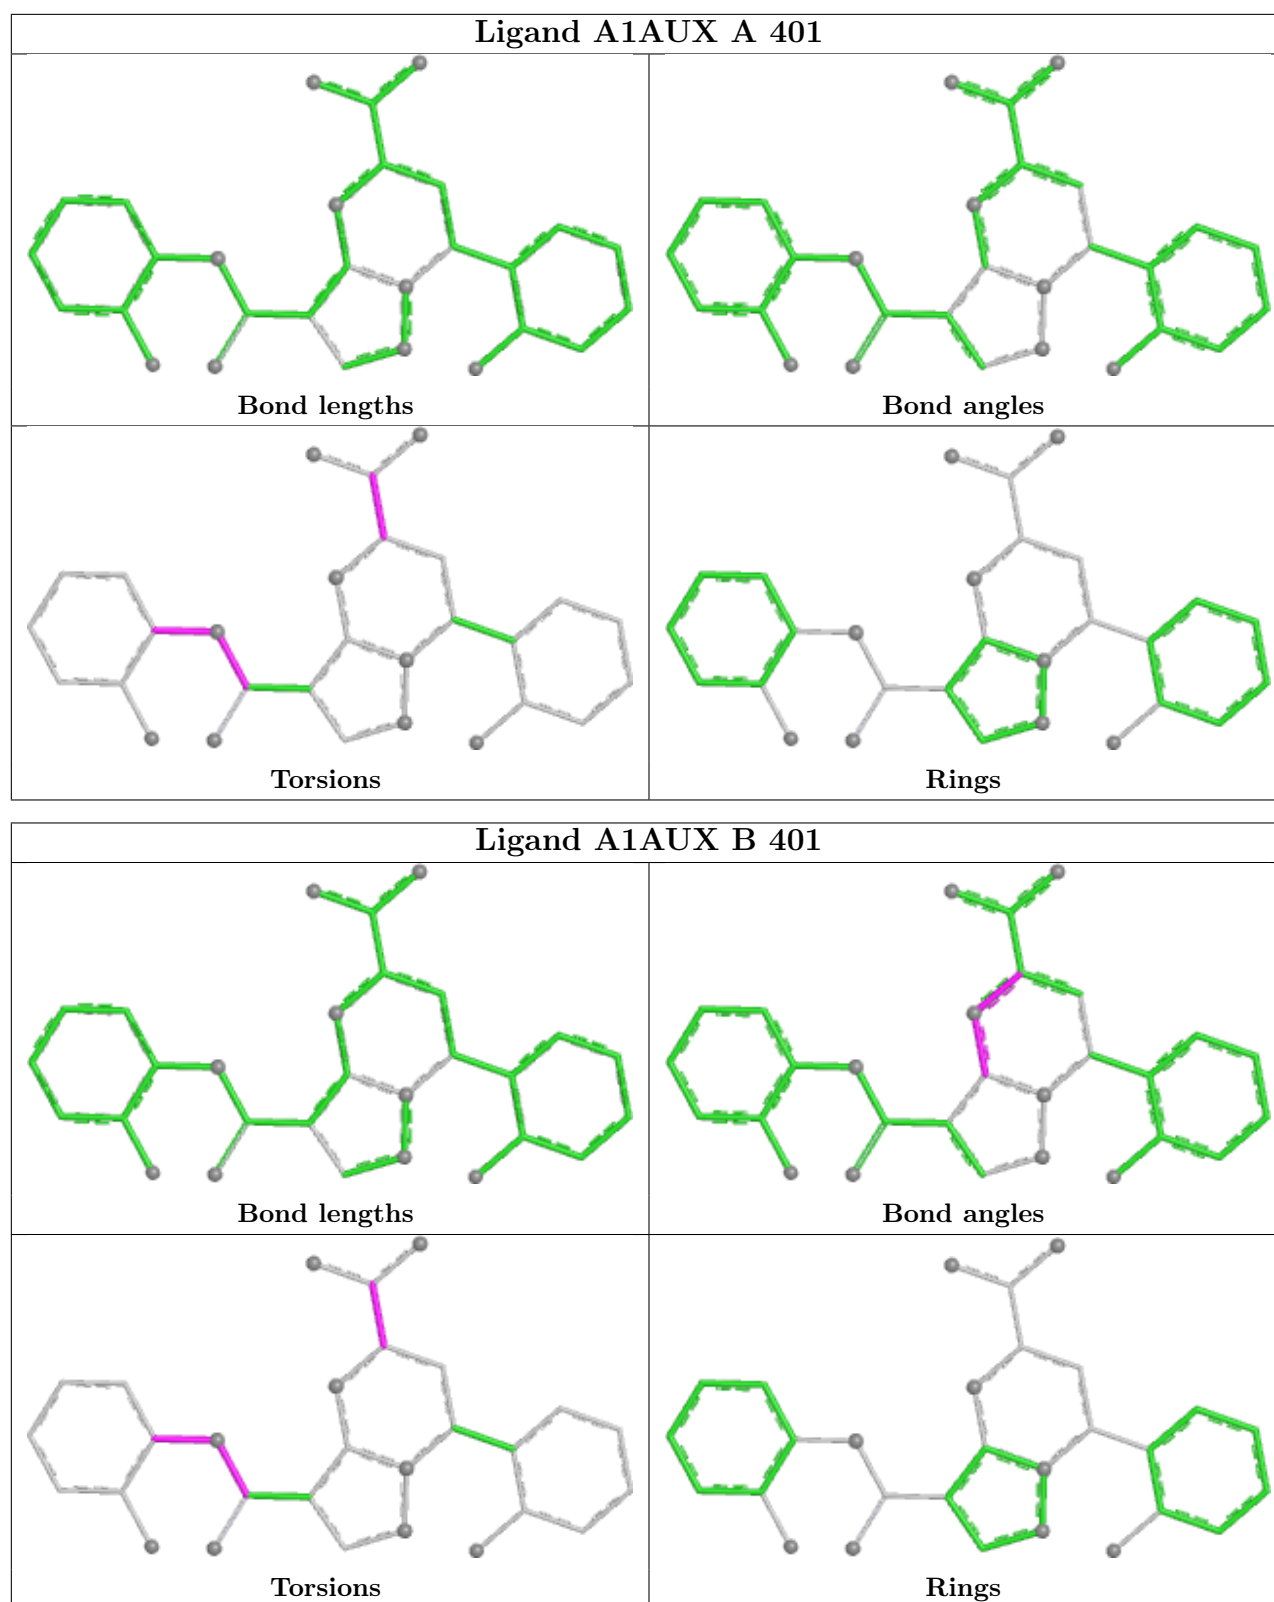 Ligand A1AUX A 401
Bond lengths
Bond angles
Torsions
Rings
Ligand A1AUX B 401
Bond lengths
Bond angles
Torsions
Rings